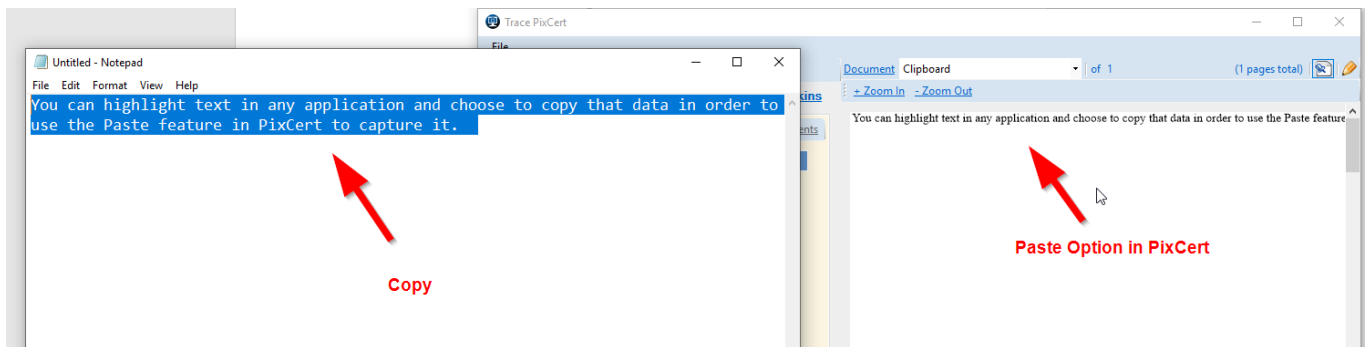 Trace PixCert
File
Untitled - Notepad
File Edit Format View Help
You can highlight text in any application and choose to copy that data in order to
use the Paste feature in PixCert to capture it.
Copy
Document Clipboard of 1 (1 pages total)
+ Zoom In - Zoom Out
You can highlight text in any application and choose to copy that data in order to use the Paste feature
Paste Option in PixCert